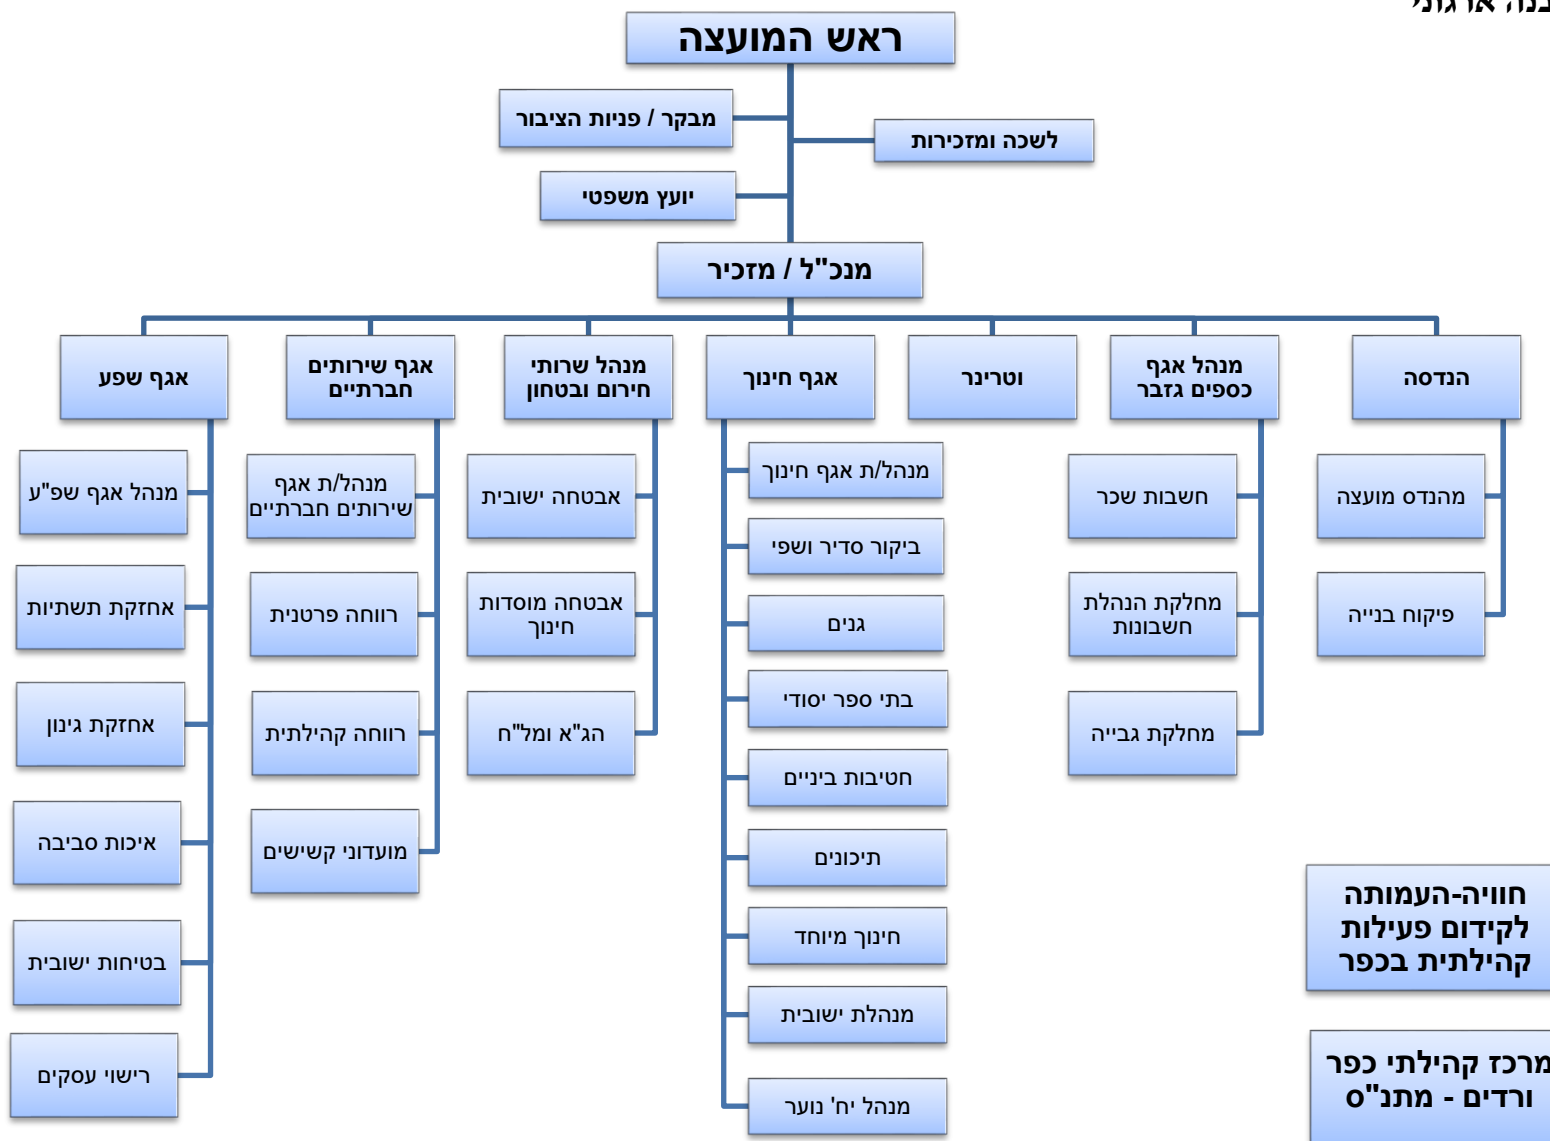 ראש המועצה
מבקר / פניות הציבור
לשכה ומזכירות
יועץ משפטי
מנכ"ל / מזכיר
הנדסה
מנהל אגף
כספים גזבר
וטרינר
אגף חינוך
מנהל שרותי
חירום ובטחון
אגף שירותים
חברתיים
אגף שפע
מהנדס מועצה
פיקוח בנייה
חשבות שכר
מחלקת הנהלת
חשבונות
מחלקת גבייה
מנהל/ת אגף חינוך
ביקור סדיר ושפי
גנים
בתי ספר יסודי
חטיבות ביניים
תיכונים
חינוך מיוחד
מנהלת ישובית
מנהל יח' נוער
אבטחה ישובית
אבטחה מוסדות
חינוך
הג"א ומל"ח
מנהל/ת אגף
שירותים חברתיים
רווחה פרטנית
רווחה קהילתית
מועדוני קשישים
מנהל אגף שפ"ע
אחזקת תשתיות
אחזקת גינון
איכות סביבה
בטיחות ישובית
רישוי עסקים
חוויה-העמותה
לקידום פעילות
קהילתית בכפר
מרכז קהילתי כפר
ורדים - מתנ"ס